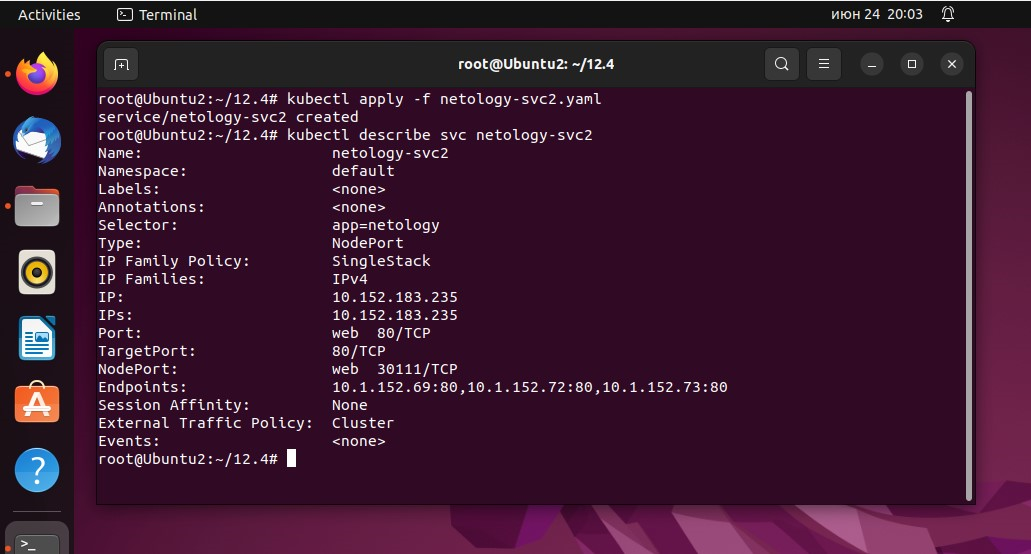 Activities
Terminal
июн 24 20:03
root@Ubuntu2: ~/12.4
root@Ubuntu2:~/12.4# kubectl apply -f netology-svc2.yaml
service/netology-svc2 created
root@Ubuntu2:~/12.4# kubectl describe svc netology-svc2
Name: netology-svc2
Namespace: default
Labels: <none>
Annotations: <none>
Selector: app=netology
Type: NodePort
IP Family Policy: SingleStack
IP Families: IPv4
IP: 10.152.183.235
IPs: 10.152.183.235
Port: web 80/TCP
TargetPort: 80/TCP
NodePort: web 30111/TCP
Endpoints: 10.1.152.69:80,10.1.152.72:80,10.1.152.73:80
Session Affinity: None
External Traffic Policy: Cluster
Events: <none>
root@Ubuntu2:~/12.4#